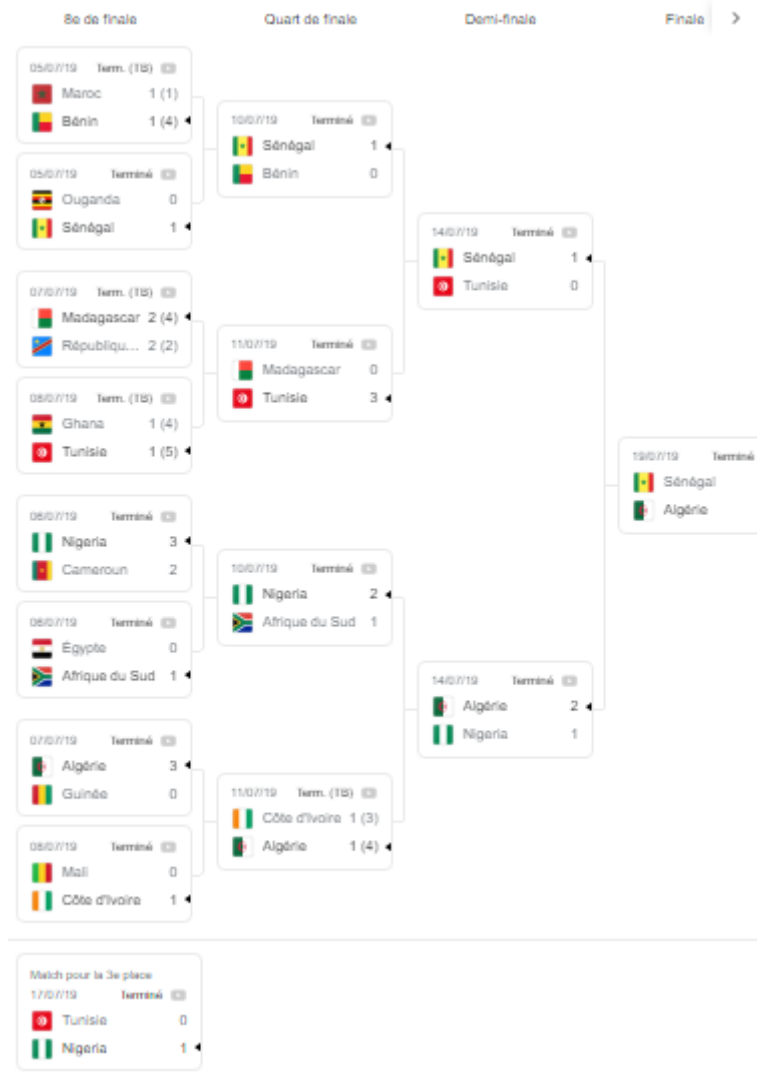 8e de finale
Quart de finale
Demi-finale
Finale
05/07/19 Term. (TB)
Maroc 1 (1)
Bénin 1 (4)
05/07/19 Terminé
Ouganda 0
Sénégal 1
07/07/19 Term. (TB)
Madagascar 2 (4)
Républiqu... 2 (2)
08/07/19 Term. (TB)
Ghana 1 (4)
Tunisie 1 (5)
06/07/19 Terminé
Nigeria 3
Cameroun 2
06/07/19 Terminé
Égypte 0
Afrique du Sud 1
07/07/19 Terminé
Algérie 3
Guinée 0
08/07/19 Terminé
Mali 0
Côte d'Ivoire 1
10/07/19 Terminé
Sénégal 1
Bénin 0
11/07/19 Terminé
Madagascar 0
Tunisie 3
10/07/19 Terminé
Nigeria 2
Afrique du Sud 1
11/07/19 Term. (TB)
Côte d'Ivoire 1 (3)
Algérie 1 (4)
14/07/19 Terminé
Sénégal 1
Tunisie 0
14/07/19 Terminé
Algérie 2
Nigeria 1
19/07/19 Terminé
Sénégal
Algérie
Match pour la 3e place
17/07/19 Terminé
Tunisie 0
Nigeria 1